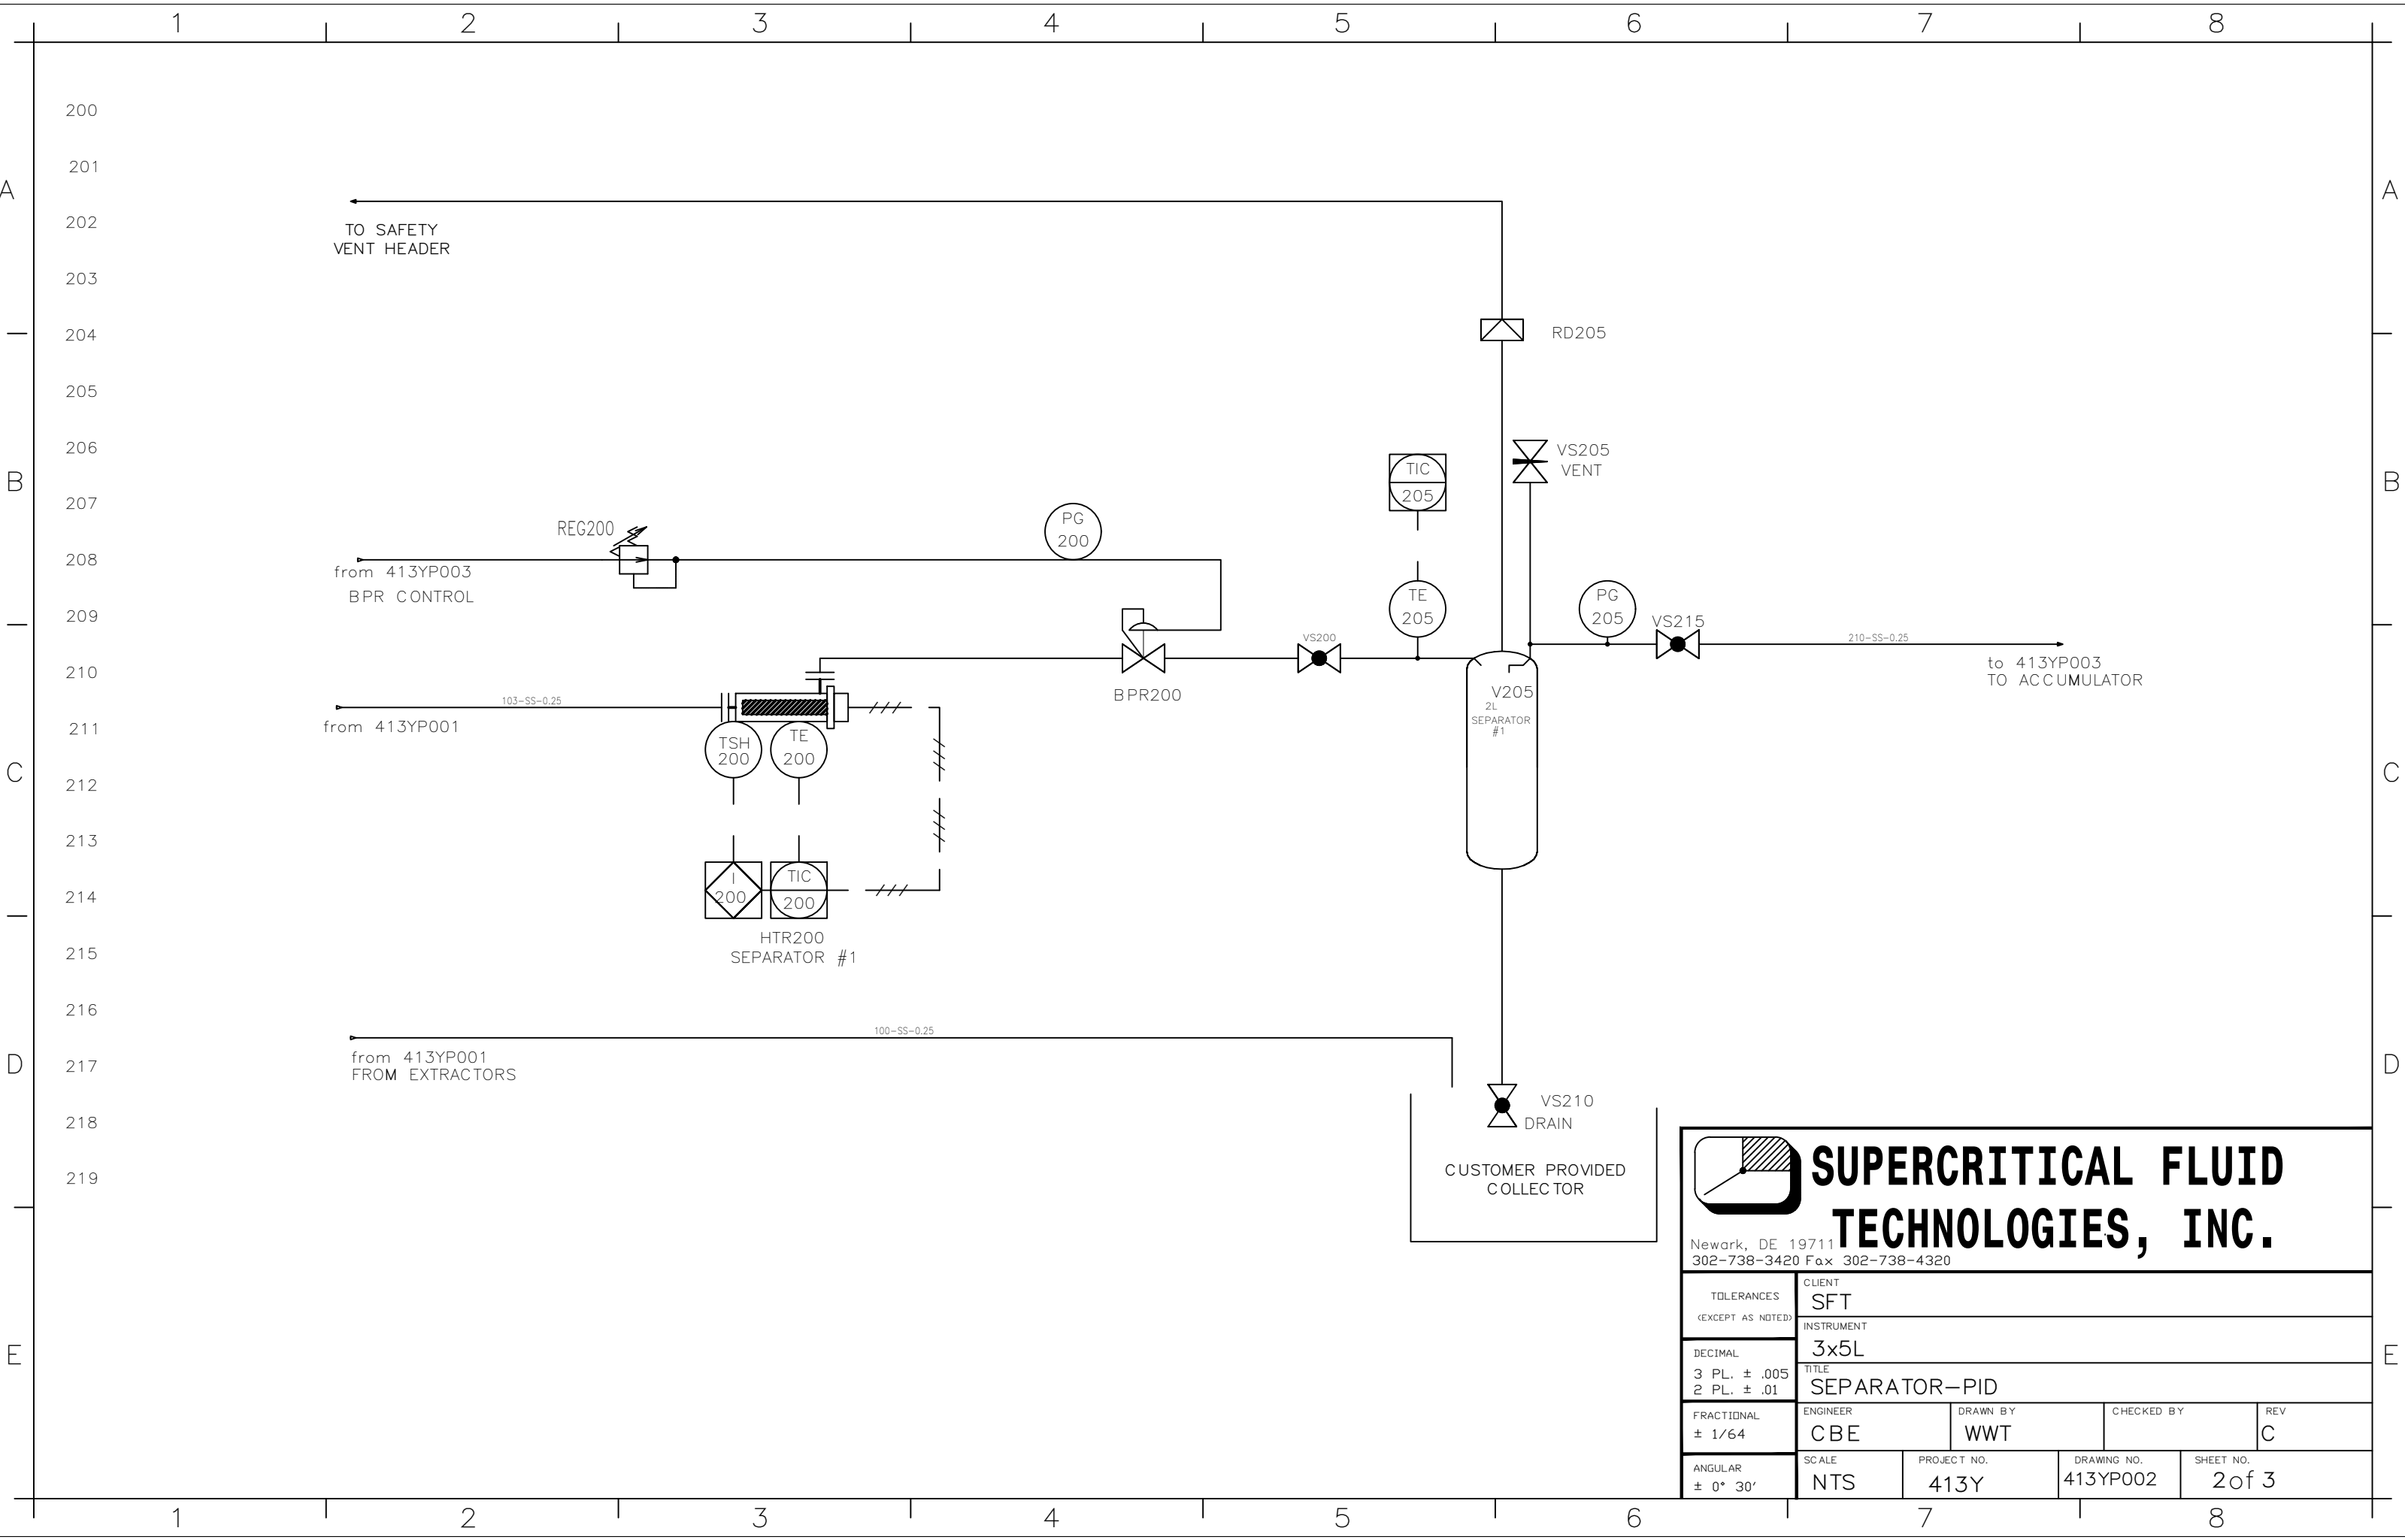 1 2 3 4 5 6 7 8
200
201
A A
202
TO SAFETY
VENT HEADER
203
204
RD205
205
206
VS205
VENT
TIC
205
B B
207
PG
200
REG200
208
from 413YP003
BPR CONTROL
209
TE
205
PG
205
VS215
VS200
210-SS-0.25
to 413YP003
TO ACCUMULATOR
210
BPR200
V205
2L
SEPARATOR
#1
103-SS-0.25
from 413YP001
211
TSH
200
TE
200
C C
212
213
I
200
TIC
200
214
HTR200
SEPARATOR #1
215
216
100-SS-0.25
from 413YP001
FROM EXTRACTORS
217
D D
VS210
DRAIN
218
CUSTOMER PROVIDED
COLLECTOR
219
SUPERCRITICAL FLUID
TECHNOLOGIES, INC.
Newark, DE 19711
302-738-3420 Fax 302-738-4320
TOLERANCES
(EXCEPT AS NOTED)
DECIMAL
3 PL. ± .005
2 PL. ± .01
FRACTIONAL
± 1/64
ANGULAR
± 0° 30'
CLIENT
SFT
INSTRUMENT
3x5L
TITLE
SEPARATOR-PID
ENGINEER
CBE
DRAWN BY
WWT
CHECKED BY
REV
C
SCALE
NTS
PROJECT NO.
413Y
DRAWING NO.
413YP002
SHEET NO.
2 of 3
E E
1 2 3 4 5 6 7 8